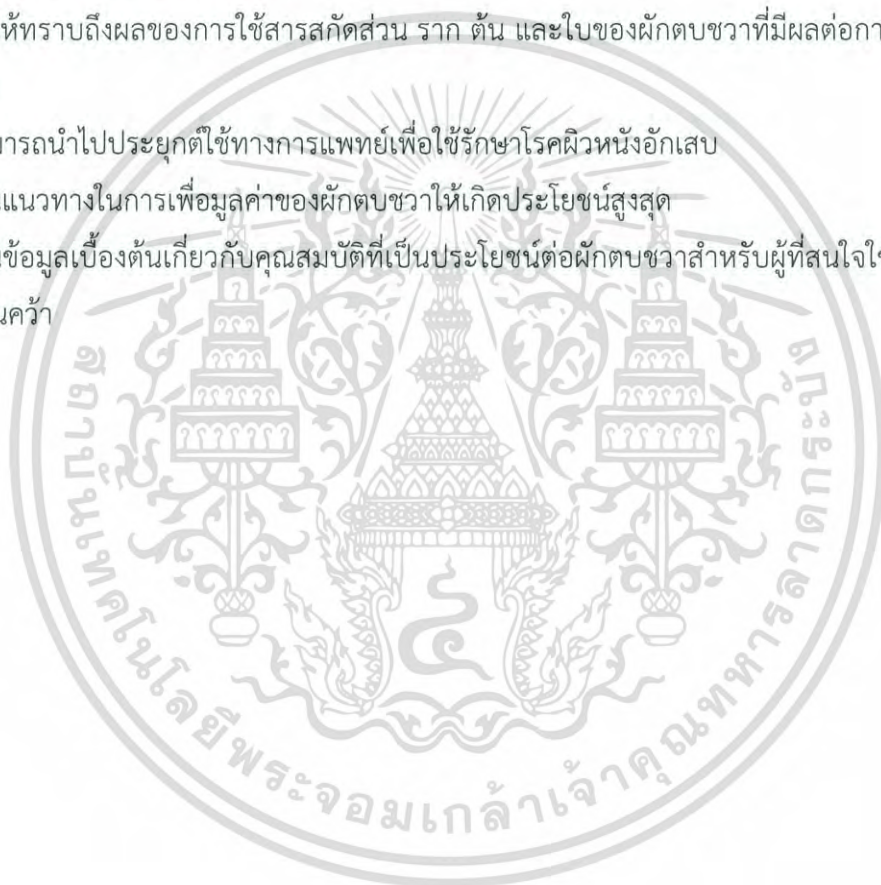 ห้ทราบถึงผลของการใช้สารสกัดส่วน ราก ต้น และใบของผักตบชวาที่มีผลต่อกา
ารถนำไปประยุกต์ใช้ทางการแพทย์เพื่อใช้รักษาโรคผิวหนังอักเสบ
แนวทางในการเพื่อมูลค่าของผักตบชวาให้เกิดประโยชน์สูงสุด
ข้อมูลเบื้องต้นเกี่ยวกับคุณสมบัติที่เป็นประโยชน์ต่อผักตบชวาสำหรับผู้ที่สนใจใช
นคว้า
สถาบันเทคโนโลยีพระจอมเกล้าเจ้าคุณทหารลาดกระบัง
๔